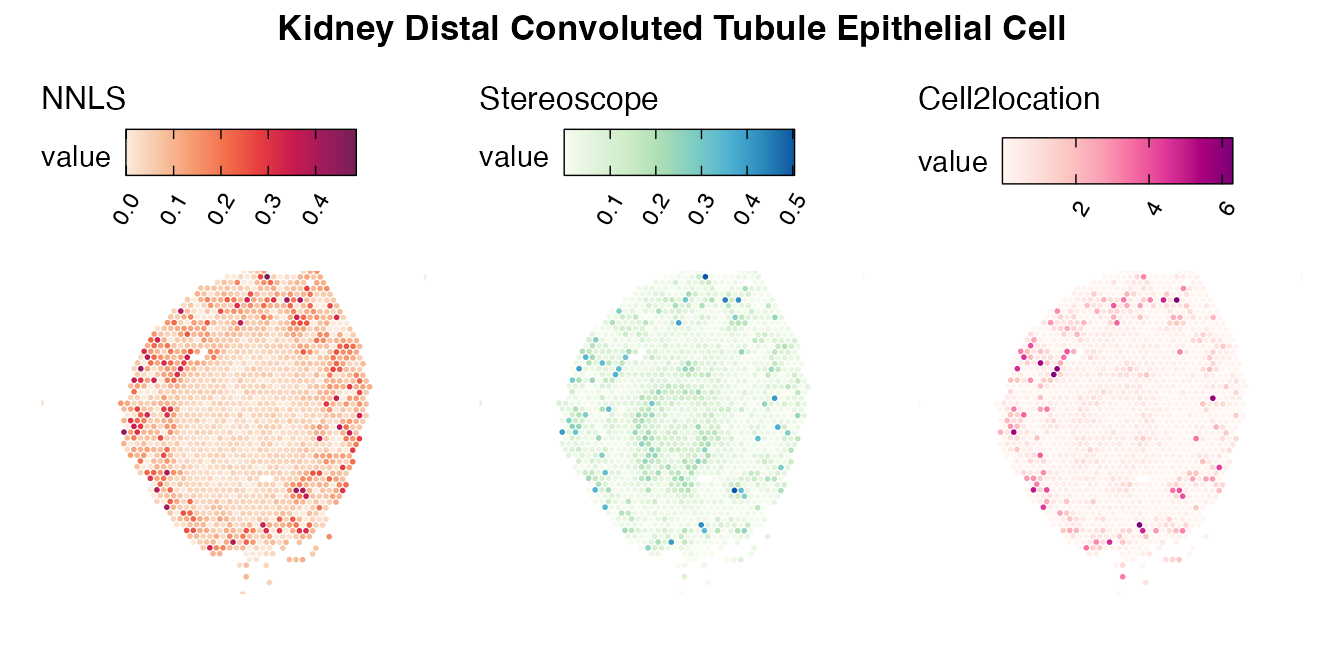 Kidney Distal Convoluted Tubule Epithelial Cell
NNLS
value
0.0 0.1 0.2 0.3 0.4
Stereoscope
value
0.1 0.2 0.3 0.4 0.5
Cell2location
value
2 4 6